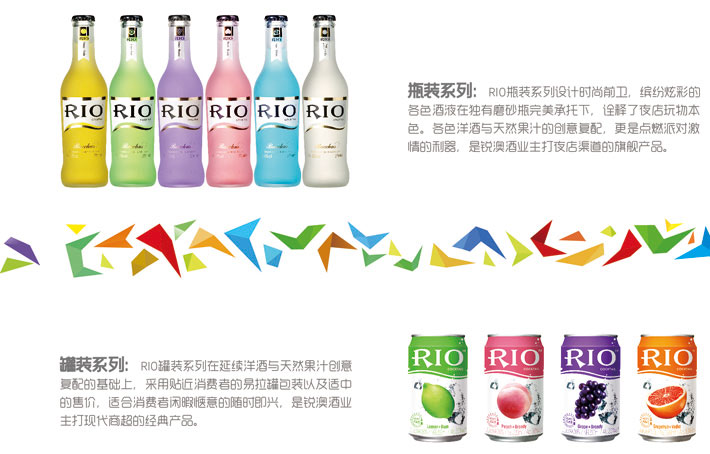 RIO
RIO
RIO
RIO
RIO
RIO
瓶装系列： RIO瓶装系列设计时尚前卫，缤纷炫彩的
各色酒液在独有磨砂瓶完美承托下，诠释了夜店玩物本
色。各色洋酒与天然果汁的创意复配，更是点燃派对激
情的利器，是锐澳酒业主打夜店渠道的旗舰产品。
罐装系列： RIO罐装系列在延续洋酒与天然果汁创意
复配的基础上，采用贴近消费者的易拉罐包装以及适中
的售价，适合消费者闲暇惬意的随时即兴，是锐澳酒业
主打现代商超的经典产品。
RIO
COCKTAIL
RIO
COCKTAIL
RIO
COCKTAIL
RIO
COCKTAIL
Peach+Brandy
Grape+Brandy